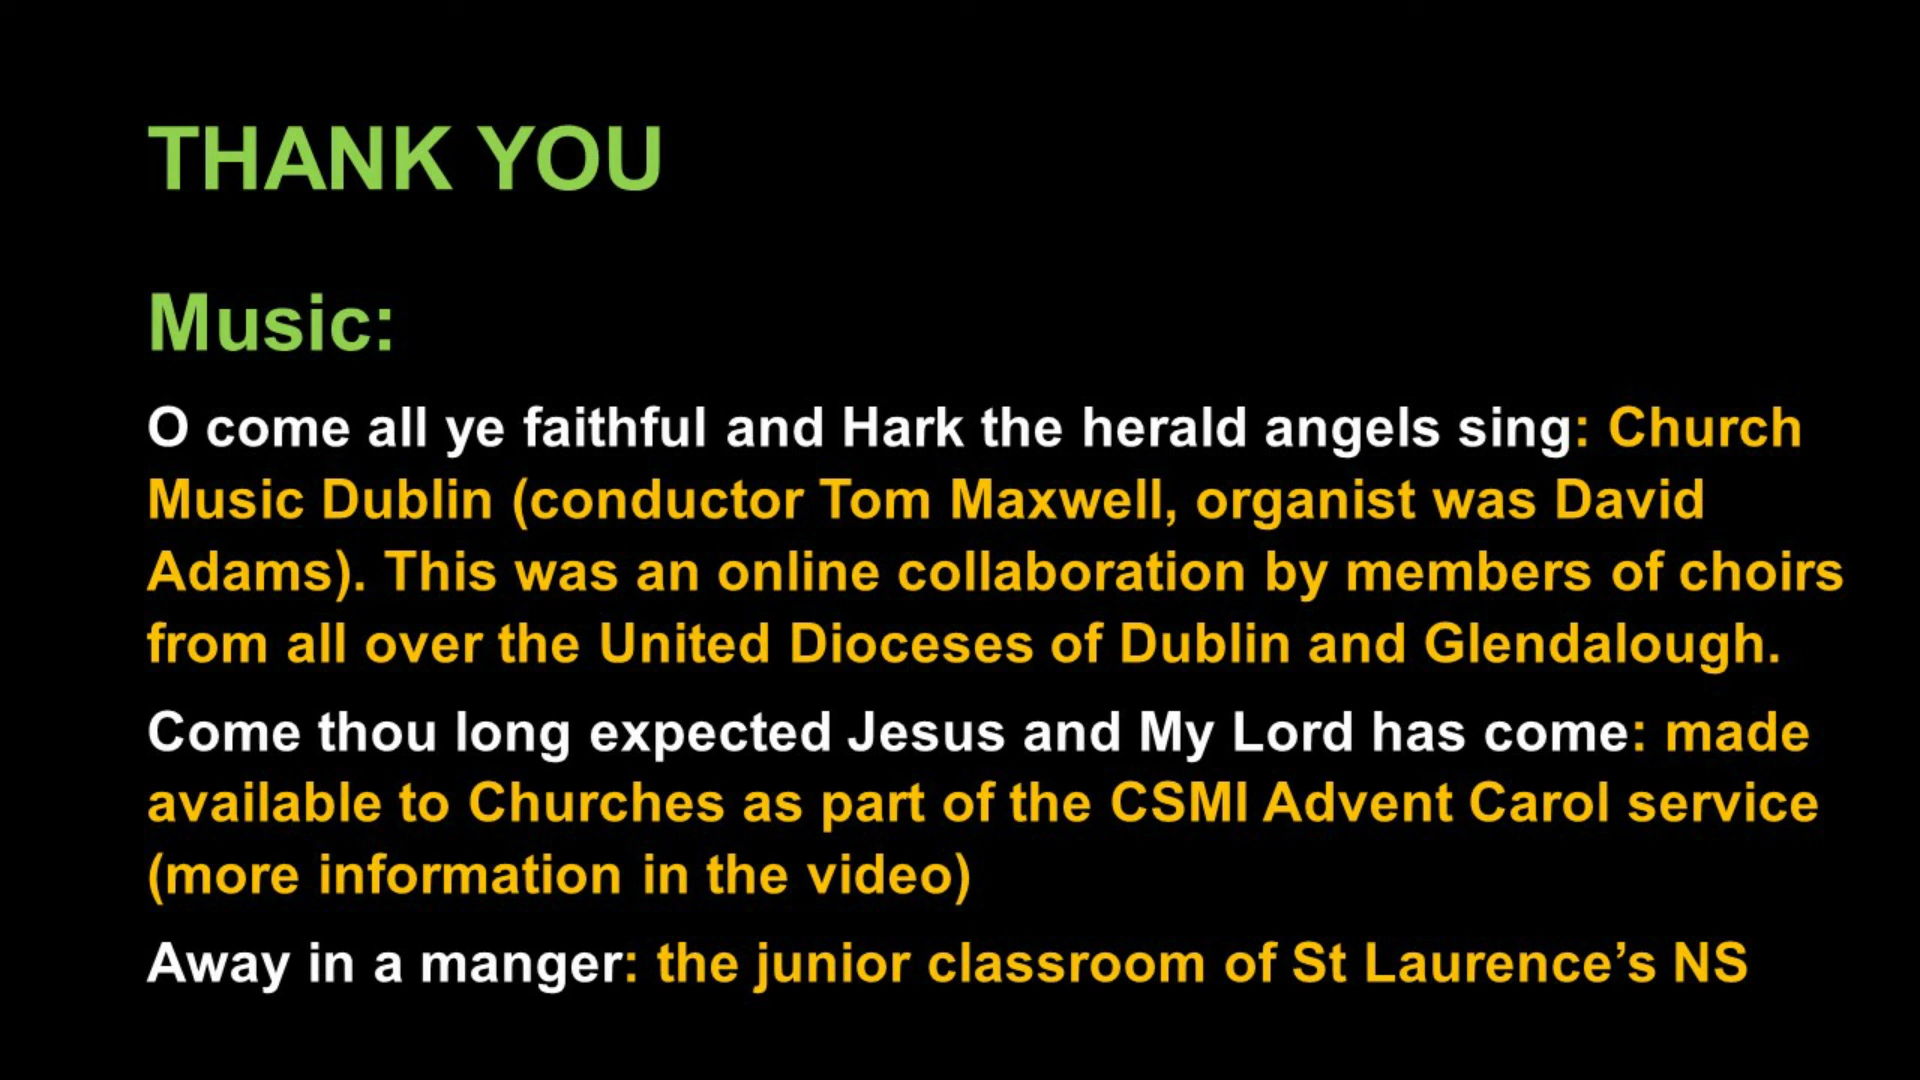 THANK YOU
Music:
O come all ye faithful and Hark the herald angels sing: Church
Music Dublin (conductor Tom Maxwell, organist was David
Adams). This was an online collaboration by members of choirs
from all over the United Dioceses of Dublin and Glendalough.
Come thou long expected Jesus and My Lord has come: made
available to Churches as part of the CSMI Advent Carol service
(more information in the video)
Away in a manger: the junior classroom of St Laurence’s NS